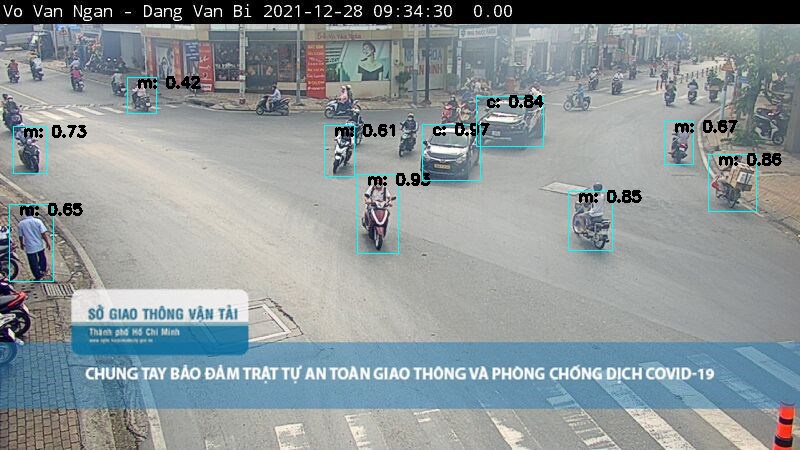 Vo Van Ngan - Dang Van Bi 2021-12-28 09:34:30  0.00
m: 0.42
c: 0.84
m: 0.73
m: 0.61
c: 0.97
m: 0.67
m: 0.86
m: 0.93
m: 0.85
m: 0.65
SỞ GIAO THÔNG VẬN TẢI
Thành phố Hồ Chí Minh
CHUNG TAY BẢO ĐẢM TRẬT TỰ AN TOÀN GIAO THÔNG VÀ PHÒNG CHỐNG DỊCH COVID-19